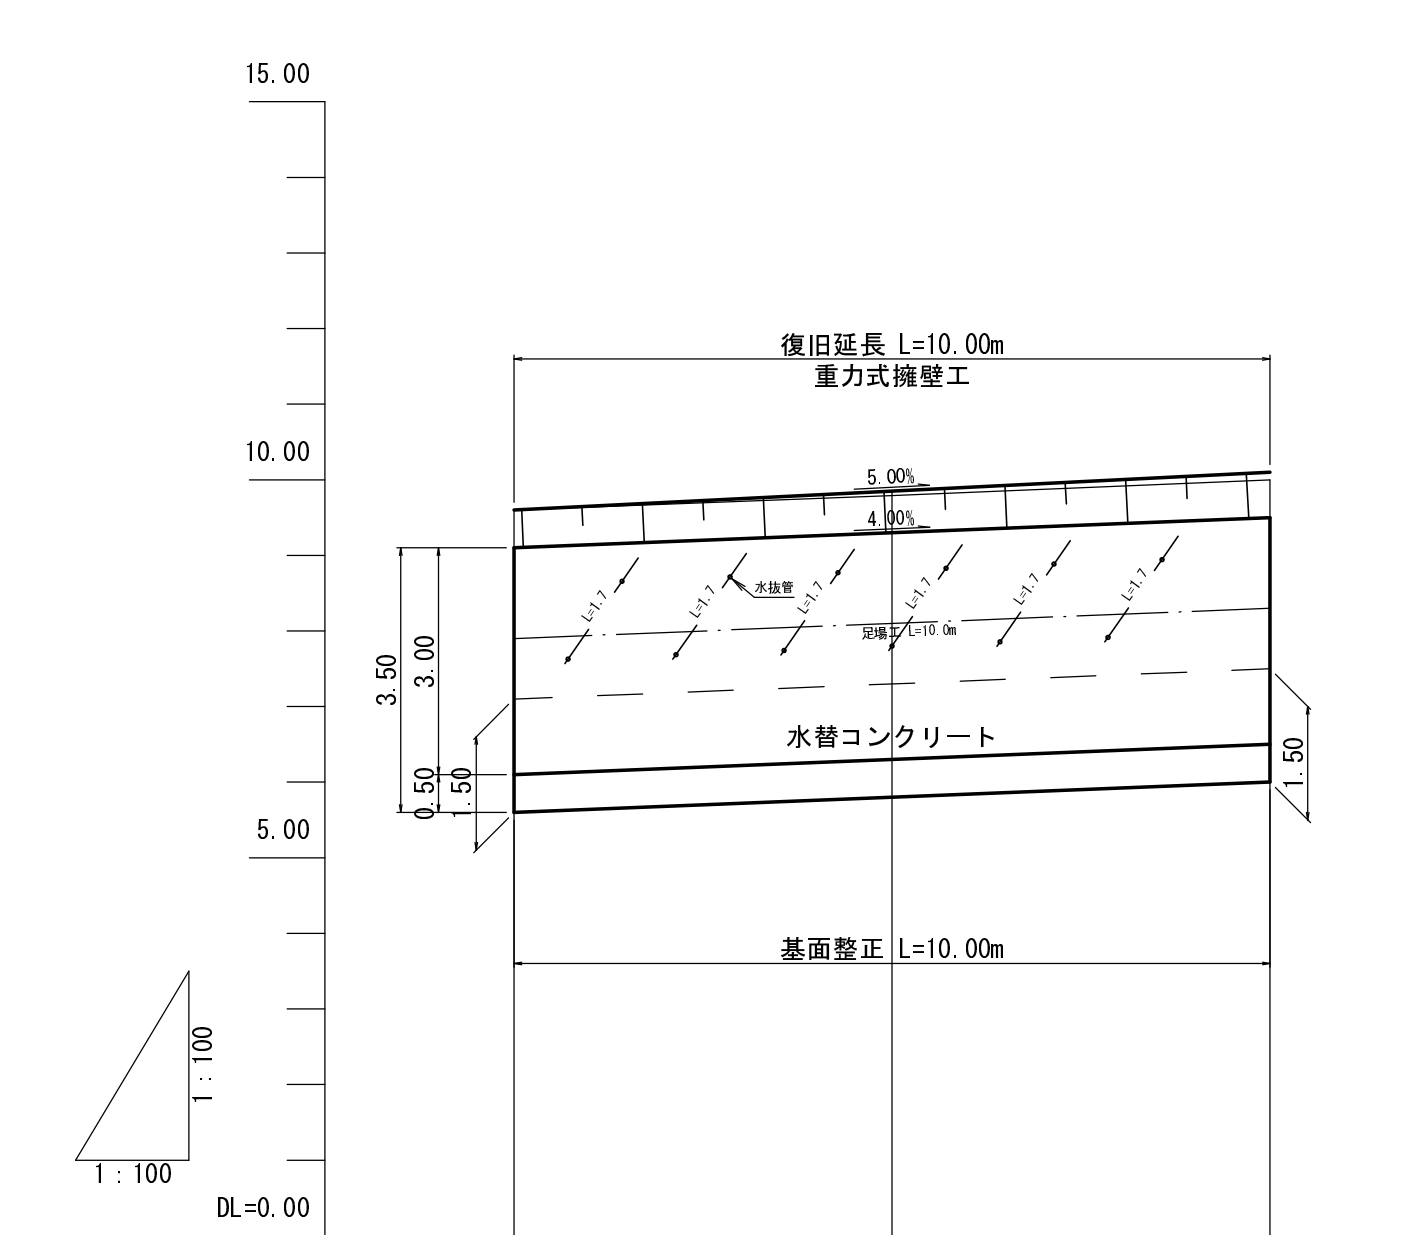 15.00
復旧延長 L=10.00m
重力式擁壁工
10.00
5.00%
4.00%
水抜管
L=1.7
L=1.7
L=1.7
L=1.7
L=1.7
L=1.7
足場工 L=10.0m
3.50
3.00
水替コンクリート
0.50
1.50
1.50
5.00
基面整正 L=10.00m
1:100
1:100
DL=0.00